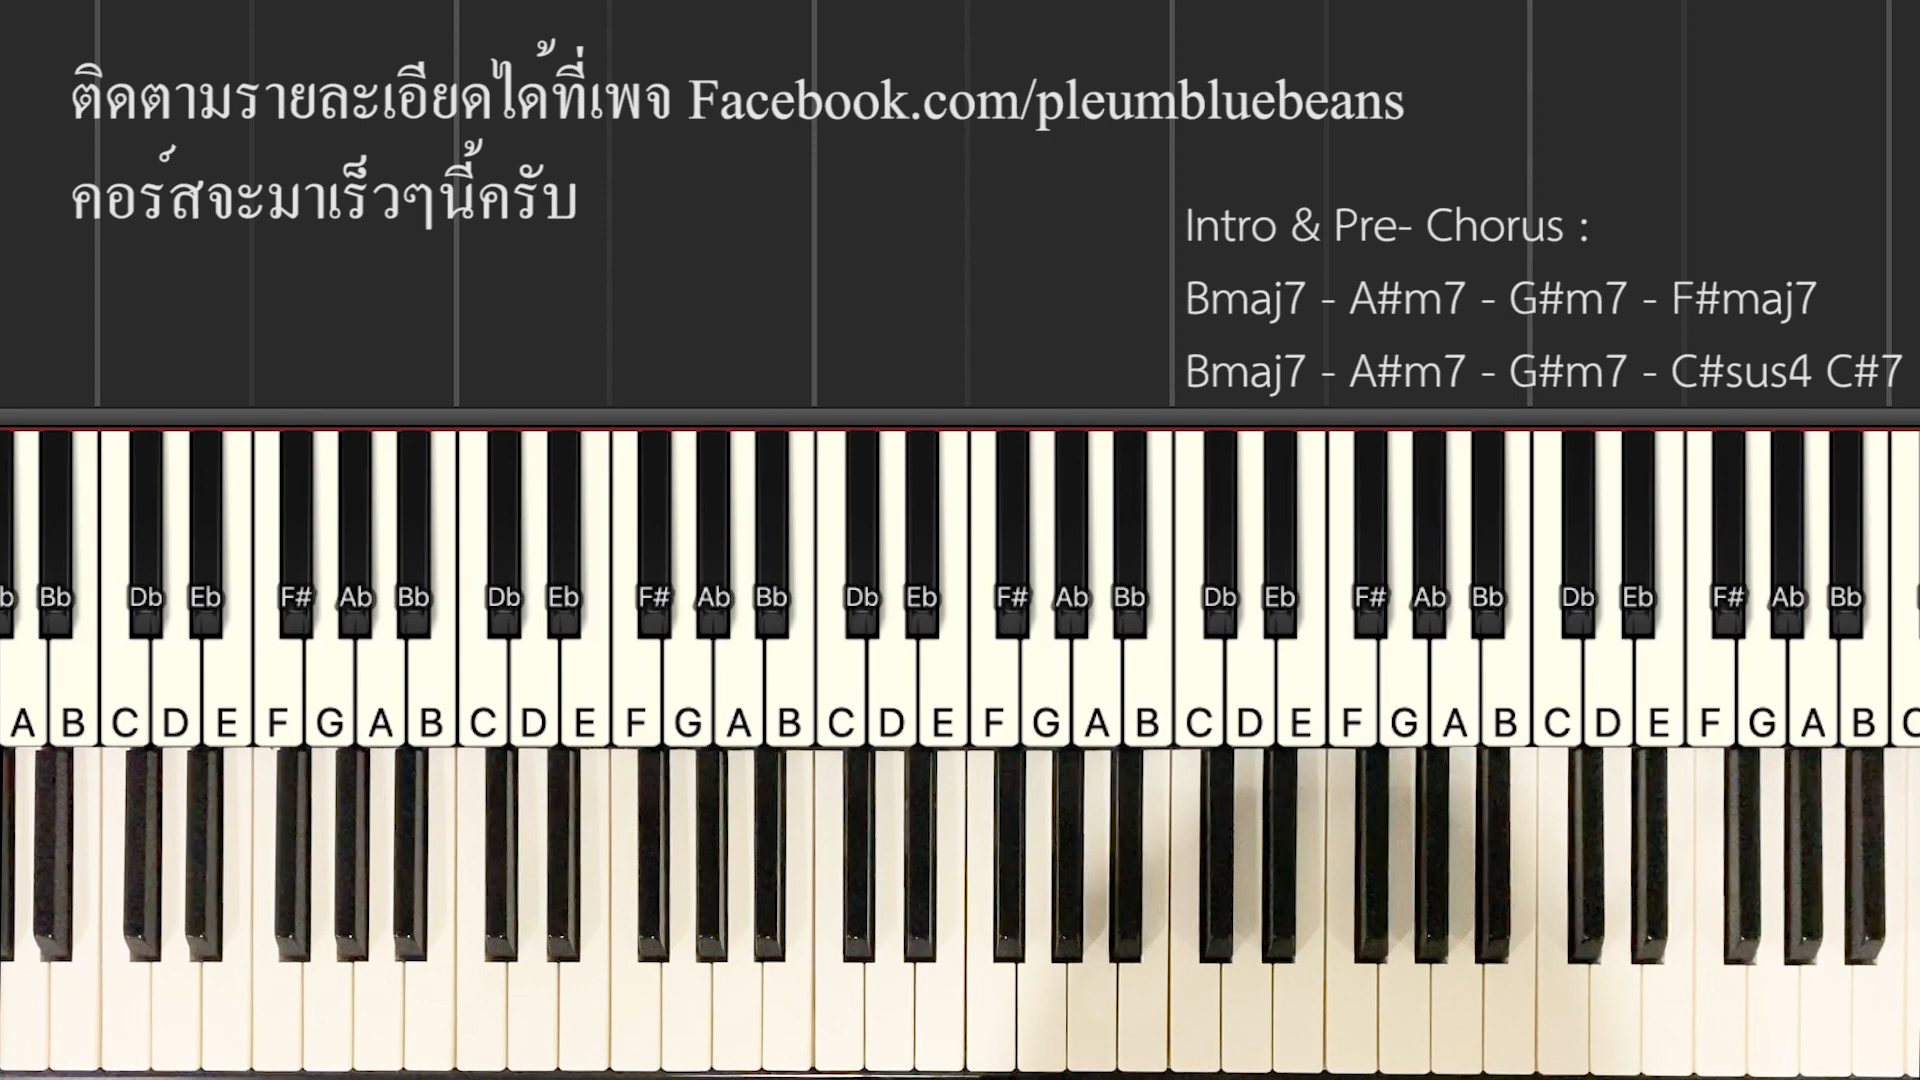 ติดตามรายละเอียดได้ที่เพจ Facebook.com/pleumbluebeans
คอร์สจะมาเร็วๆนี้ครับ
Intro & Pre- Chorus :
Bmaj7 - A#m7 - G#m7 - F#maj7
Bmaj7 - A#m7 - G#m7 - C#sus4 C#7
b Bb Db Eb F# Ab Bb Db Eb F# Ab Bb Db Eb F# Ab Bb Db Eb F# Ab Bb Db Eb F# Ab Bb
A B C D E F G A B C D E F G A B C D E F G A B C D E F G A B C D E F G A B C